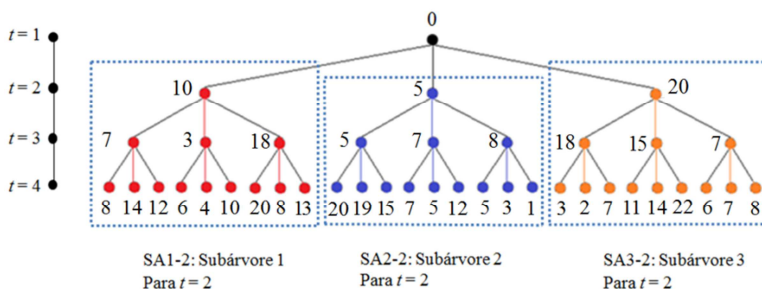 0
t = 1
t = 2
10 5 20
t = 3
7 3 18 5 7 8 18 15 7
t = 4
8 14 12 6 4 10 20 8 13 20 19 15 7 5 12 5 3 1 3 2 7 11 14 22 6 7 8
SA1-2: Subárvore 1
Para t = 2
SA2-2: Subárvore 2
Para t = 2
SA3-2: Subárvore 3
Para t = 2